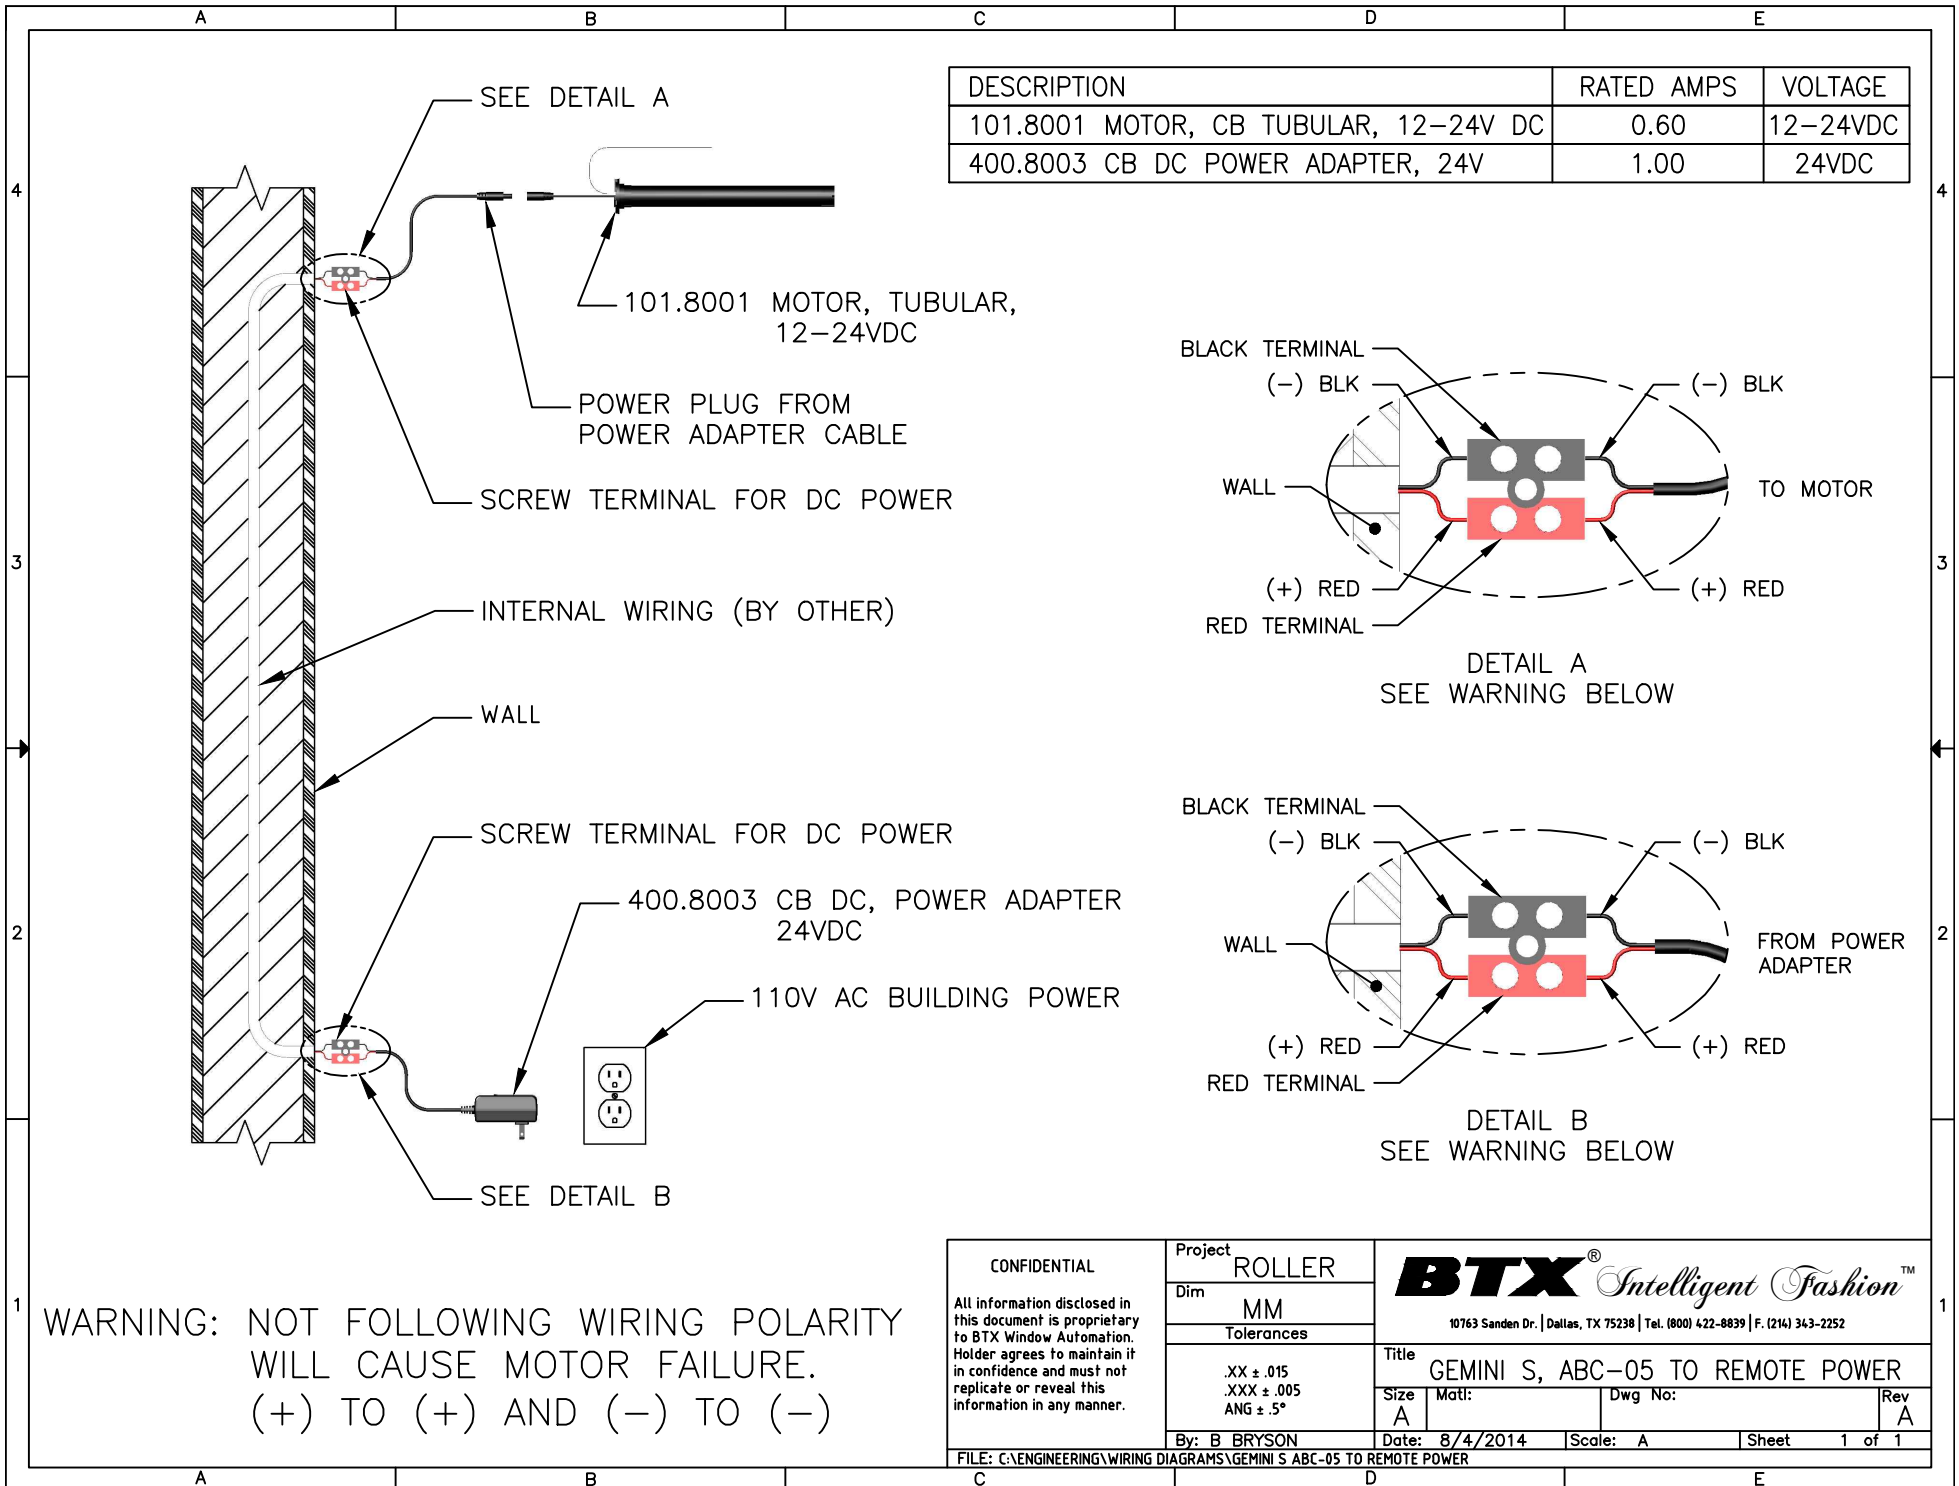 A B C D E
SEE DETAIL A
DESCRIPTION RATED AMPS VOLTAGE
101.8001 MOTOR, CB TUBULAR, 12-24V DC 0.60 12-24VDC
400.8003 CB DC POWER ADAPTER, 24V 1.00 24VDC
4 4
101.8001 MOTOR, TUBULAR,
12-24VDC
POWER PLUG FROM
POWER ADAPTER CABLE
SCREW TERMINAL FOR DC POWER
BLACK TERMINAL
(-) BLK (-) BLK
WALL TO MOTOR
(+) RED (+) RED
RED TERMINAL
DETAIL A
SEE WARNING BELOW
3 3
INTERNAL WIRING (BY OTHER)
WALL
SCREW TERMINAL FOR DC POWER
400.8003 CB DC, POWER ADAPTER
24VDC
110V AC BUILDING POWER
BLACK TERMINAL
(-) BLK (-) BLK
WALL
FROM POWER
ADAPTER
(+) RED (+) RED
RED TERMINAL
DETAIL B
SEE WARNING BELOW
2 2
SEE DETAIL B
1 1
WARNING: NOT FOLLOWING WIRING POLARITY
WILL CAUSE MOTOR FAILURE.
(+) TO (+) AND (-) TO (-)
CONFIDENTIAL
All information disclosed in
this document is proprietary
to BTX Window Automation.
Holder agrees to maintain it
in confidence and must not
replicate or reveal this
information in any manner.
Project
ROLLER
Dim
MM
Tolerances
.XX ± .015
.XXX ± .005
ANG ± .5°
By: B BRYSON
BTX® Intelligent Fashion™
10763 Sanden Dr. | Dallas, TX 75238 | Tel. (800) 422-8839 | F. (214) 343-2252
Title
GEMINI S, ABC-05 TO REMOTE POWER
Size
A
Matl:
Dwg No:
Rev
A
Date: 8/4/2014 Scale: A Sheet 1 of 1
FILE: C:\ENGINEERING\WIRING DIAGRAMS\GEMINI S ABC-05 TO REMOTE POWER
A B C D E